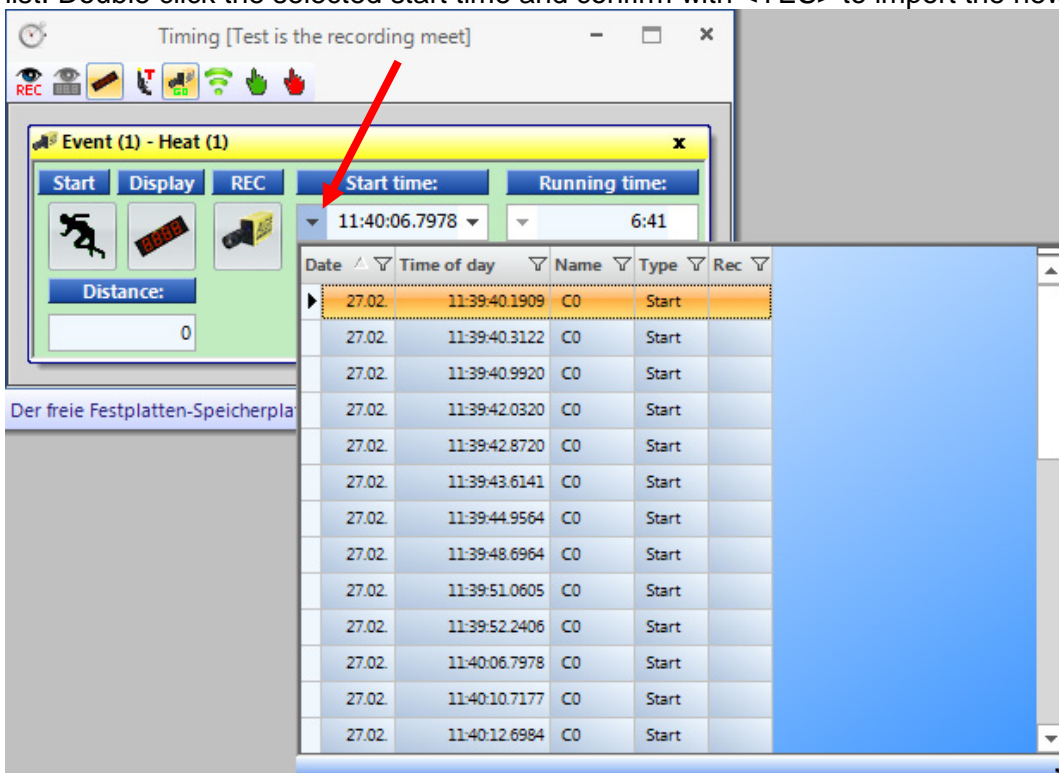 list. Double click the selected start time and confirm with <YES> to import the new
Timing [Test is the recording meet]
REC T GO
Event (1) - Heat (1) x
Start Display REC Start time: Running time:
11:40:06.7978 6:41
Distance:
0
Der freie Festplatten-Speicherpla
Date Time of day Name Type Rec
27.02. 11:39:40.1909 C0 Start
27.02. 11:39:40.3122 C0 Start
27.02. 11:39:40.9920 C0 Start
27.02. 11:39:42.0320 C0 Start
27.02. 11:39:42.8720 C0 Start
27.02. 11:39:43.6141 C0 Start
27.02. 11:39:44.9564 C0 Start
27.02. 11:39:48.6964 C0 Start
27.02. 11:39:51.0605 C0 Start
27.02. 11:39:52.2406 C0 Start
27.02. 11:40:06.7978 C0 Start
27.02. 11:40:10.7177 C0 Start
27.02. 11:40:12.6984 C0 Start